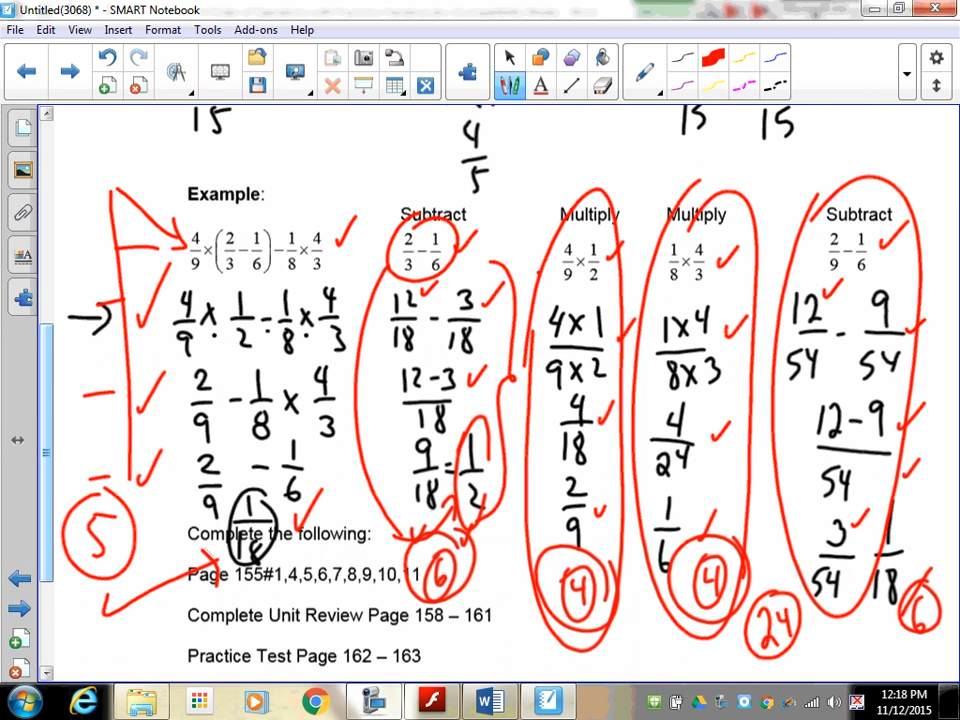 Untitled(3068) * - SMART Notebook
File Edit View Insert Format Tools Add-ons Help
15
4/5
15 15
Example:
4/9 × (2/3 − 1/6) − 1/8 × 4/3
4/9 × 1/2 − 1/8 × 4/3
2/9 − 1/8 × 4/3
2/9 − 1/6
1/18
5
Subtract
2/3 − 1/6
12/18 − 3/18
12−3/18
9/18 = 1/2
6
Multiply
4/9 × 1/2
4×1/9×2
4/18
2/9
4
Multiply
1/8 × 4/3
1×4/8×3
4/24
1/6
4
24
Subtract
2/9 − 1/6
12/54 − 9/54
12−9/54
3/54 1/18
6
Complete the following:
Page 155#1,4,5,6,7,8,9,10,11
Complete Unit Review Page 158 – 161
Practice Test Page 162 – 163
12:18 PM
11/12/2015